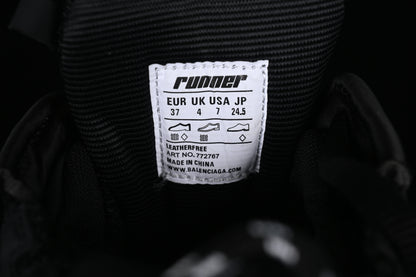 runner
EUR UK USA JP
37 4 7 24.5
LEATHERFREE
ART NO. 772767
MADE IN CHINA
WWW.BALENCIAGA.COM